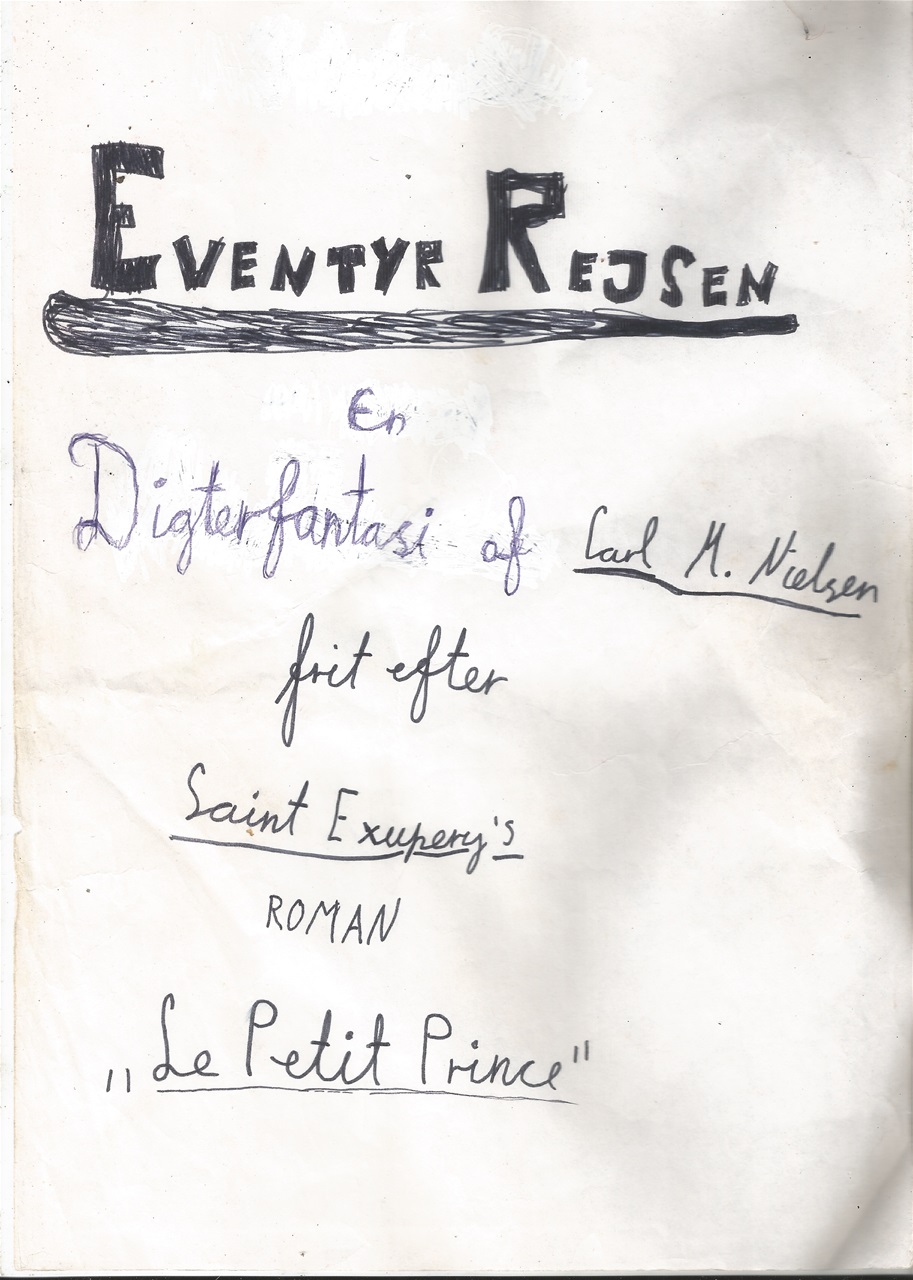 EVENTYR REJSEN
En
Digterfantasi af Carl M. Nielsen
frit efter
Saint Exupery's
ROMAN
„Le Petit Prince"